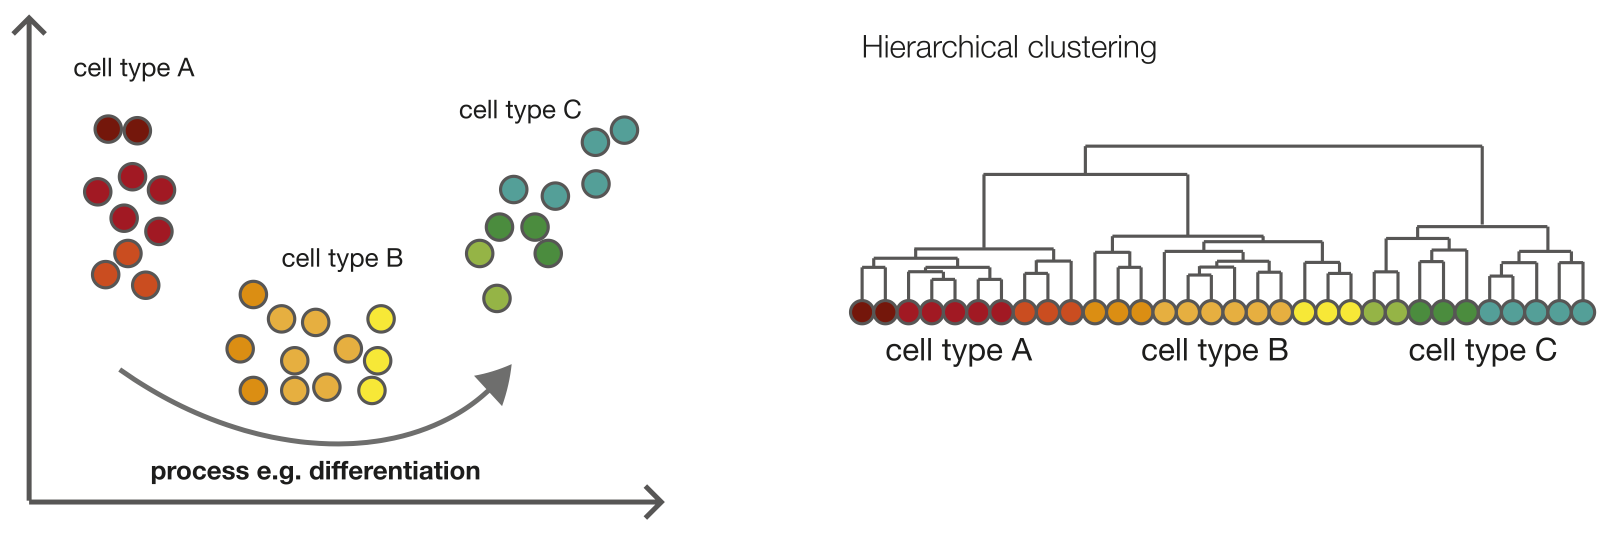 cell type A
cell type C
cell type B
process e.g. differentiation
Hierarchical clustering
cell type A
cell type B
cell type C